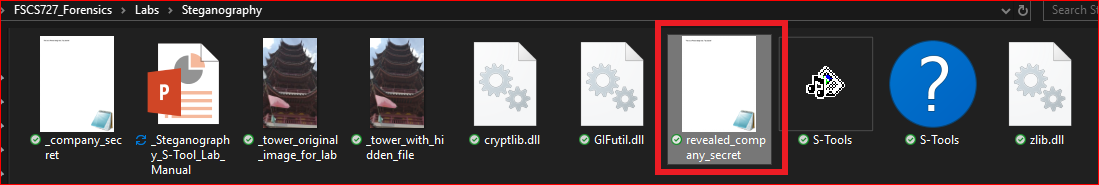 FSCS727_Forensics > Labs > Steganography
Search St
_company_sec
ret
_Steganograph
y_S-Tool_Lab_
Manual
_tower_original
_image_for_lab
_tower_with_hi
dden_file
cryptlib.dll
GIFutil.dll
revealed_comp
any_secret
S-Tools
S-Tools
zlib.dll